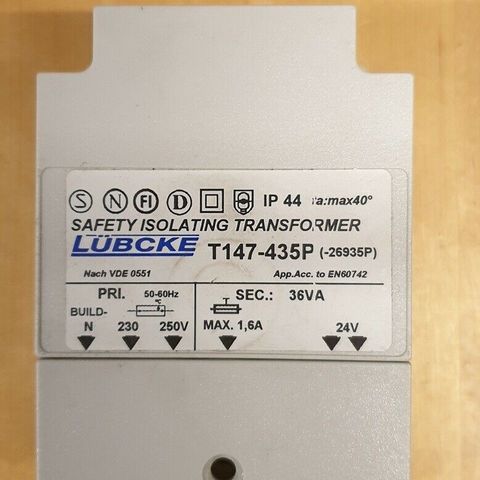 S N FI D IP 44 ta:max40°
SAFETY ISOLATING TRANSFORMER
LÜBCKE T147-435P (-26935P)
Nach VDE 0551 App.Acc. to EN60742
PRI. 50-60Hz SEC.: 36VA
°C
BUILD-
N 230 250V MAX. 1,6A 24V